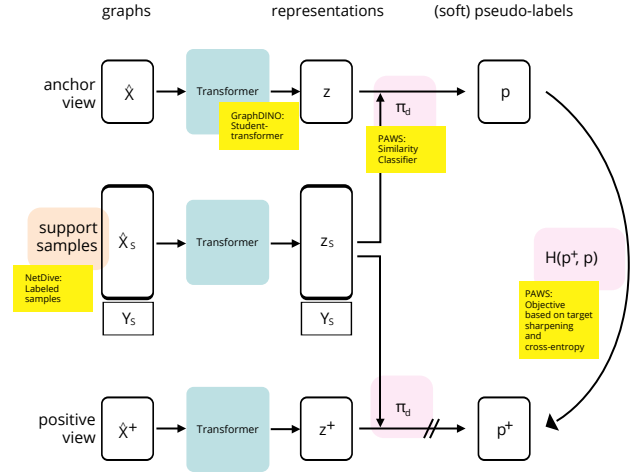 graphs
representations
(soft) pseudo-labels
anchor
view
X̂
Transformer
GraphDINO:
Student-
transformer
z
π_d
PAWS:
Similarity
Classifier
p
support
samples
NetDive:
Labeled
samples
X̂_S
Y_S
Transformer
z_S
Y_S
H(p⁺, p)
PAWS:
Objective
based on target
sharpening
and
cross-entropy
positive
view
X̂⁺
Transformer
z⁺
π_d
p⁺